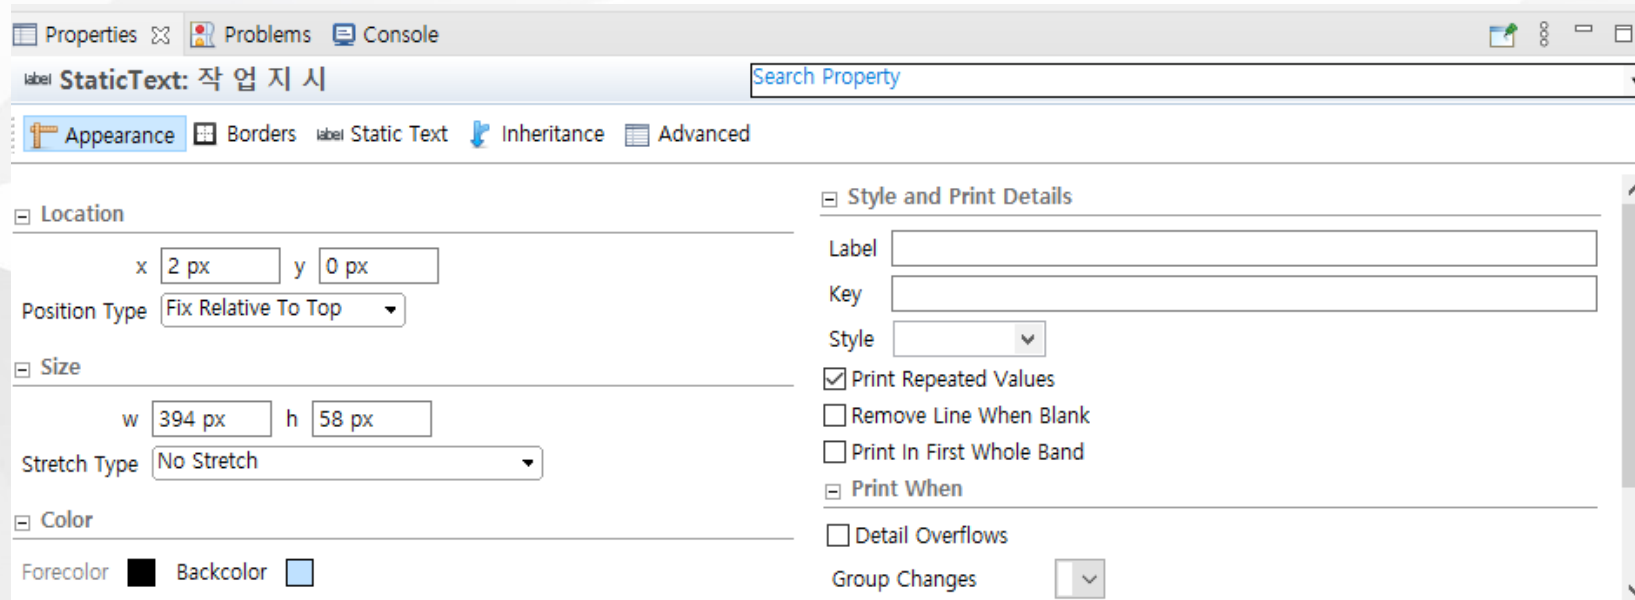 Properties Problems Console
label StaticText: 작 업 지 시
Search Property
Appearance Borders label Static Text Inheritance Advanced
Location
x 2 px y 0 px
Position Type Fix Relative To Top
Size
w 394 px h 58 px
Stretch Type No Stretch
Color
Forecolor Backcolor
Style and Print Details
Label
Key
Style
Print Repeated Values
Remove Line When Blank
Print In First Whole Band
Print When
Detail Overflows
Group Changes